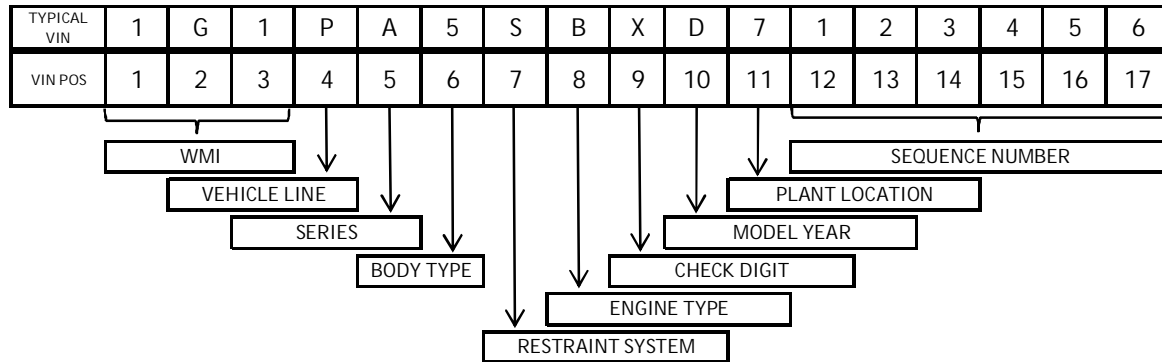 TYPICAL VIN 1 G 1 P A 5 S B X D 7 1 2 3 4 5 6
VIN POS 1 2 3 4 5 6 7 8 9 10 11 12 13 14 15 16 17
WMI SEQUENCE NUMBER
VEHICLE LINE PLANT LOCATION
SERIES MODEL YEAR
BODY TYPE CHECK DIGIT
ENGINE TYPE
RESTRAINT SYSTEM